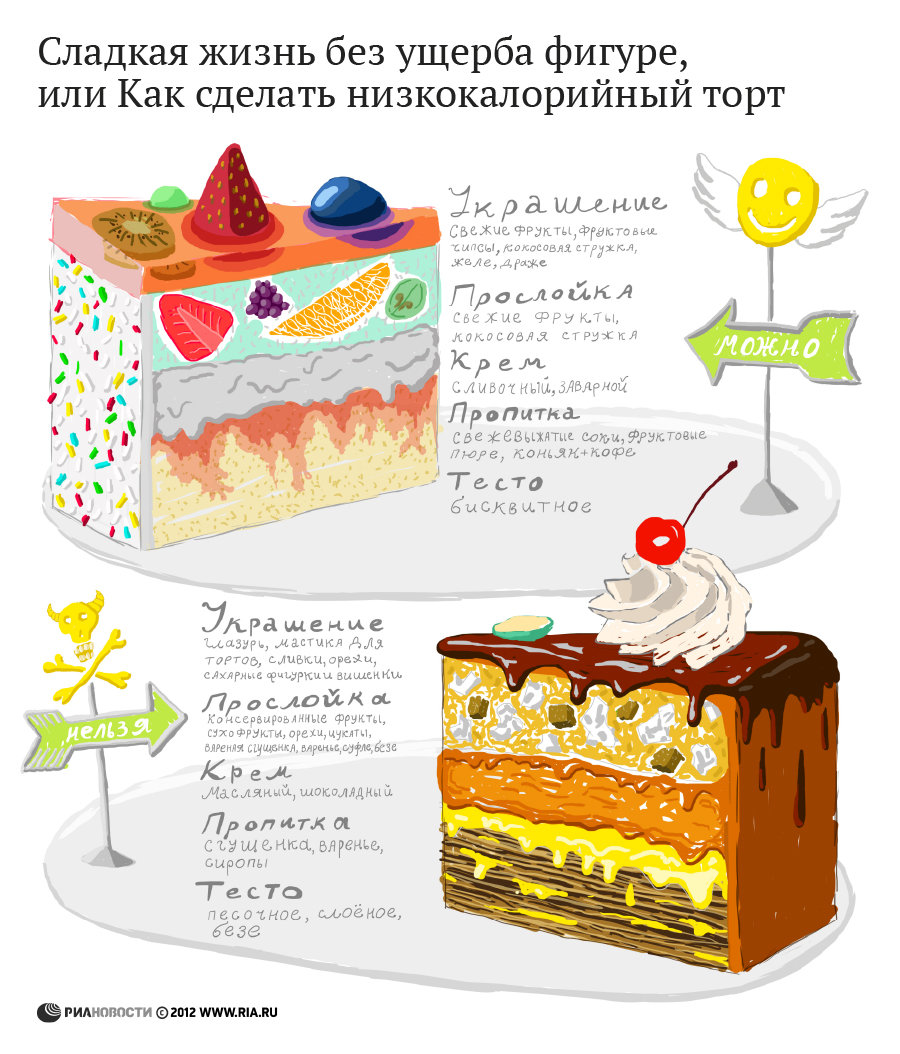 Сладкая жизнь без ущерба фигуре,
или Как сделать низкокалорийный торт
Украшение
свежие фрукты, фруктовые
чипсы, кокосовая стружка,
желе, драже
Прослойка
свежие фрукты,
кокосовая стружка
Крем
сливочный, заварной
Пропитка
свежевыжатые соки, фруктовые
пюре, коньяк+кофе
Тесто
бисквитное
можно
Украшение
глазурь, мастика для
тортов, сливки, орехи,
сахарные фигурки и вишенки
Прослойка
консервированные фрукты,
сухофрукты, орехи, цукаты,
вареная сгущенка, варенье, суфле, безе
Крем
масляный, шоколадный
Пропитка
сгущенка, варенье,
сиропы
Тесто
песочное, слоёное,
безе
нельзя
РИАНОВОСТИ © 2012 WWW.RIA.RU